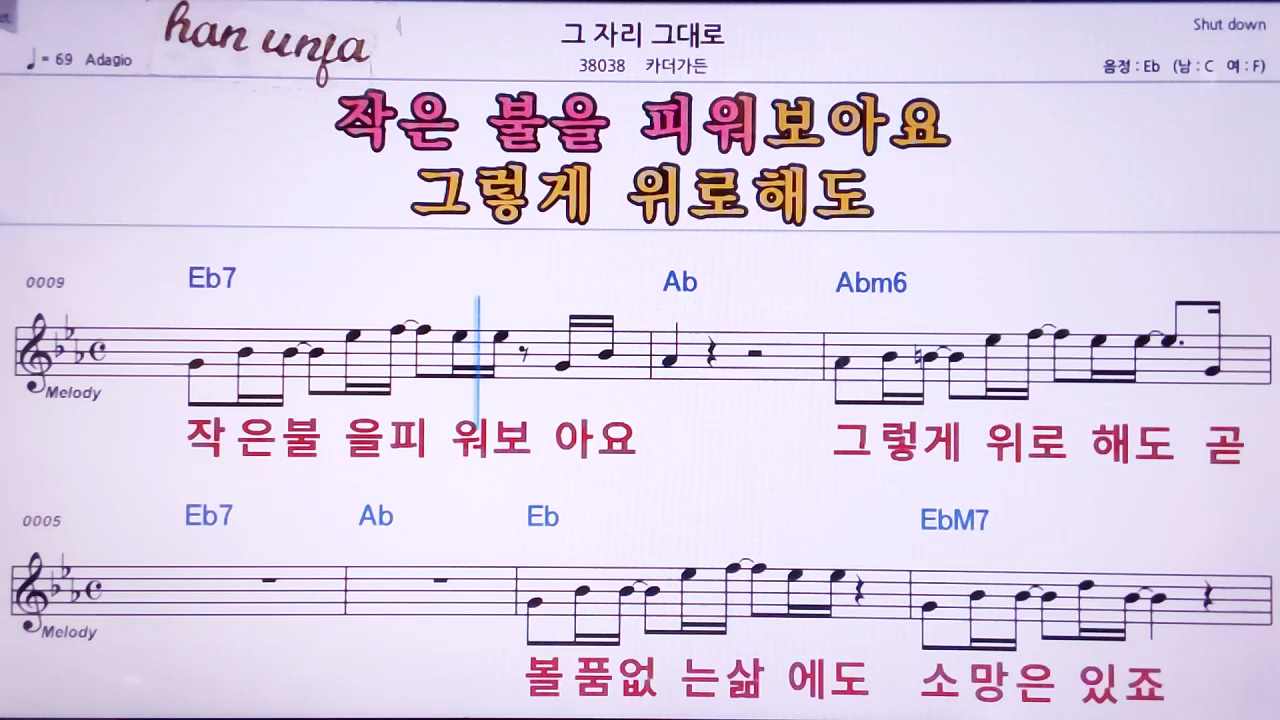 han unja
그 자리 그대로
Shut down
♩= 69 Adagio
38038 카더가든
음정 : Eb (남 : C 여 : F)
작은 불을 피워보아요
그렇게 위로해도
0009 Eb7 Ab Abm6
Melody
작은불 을피 워보 아요 그렇게 위로 해도 곧
0005 Eb7 Ab Eb EbM7
Melody
볼품없 는삶 에도 소망은 있죠